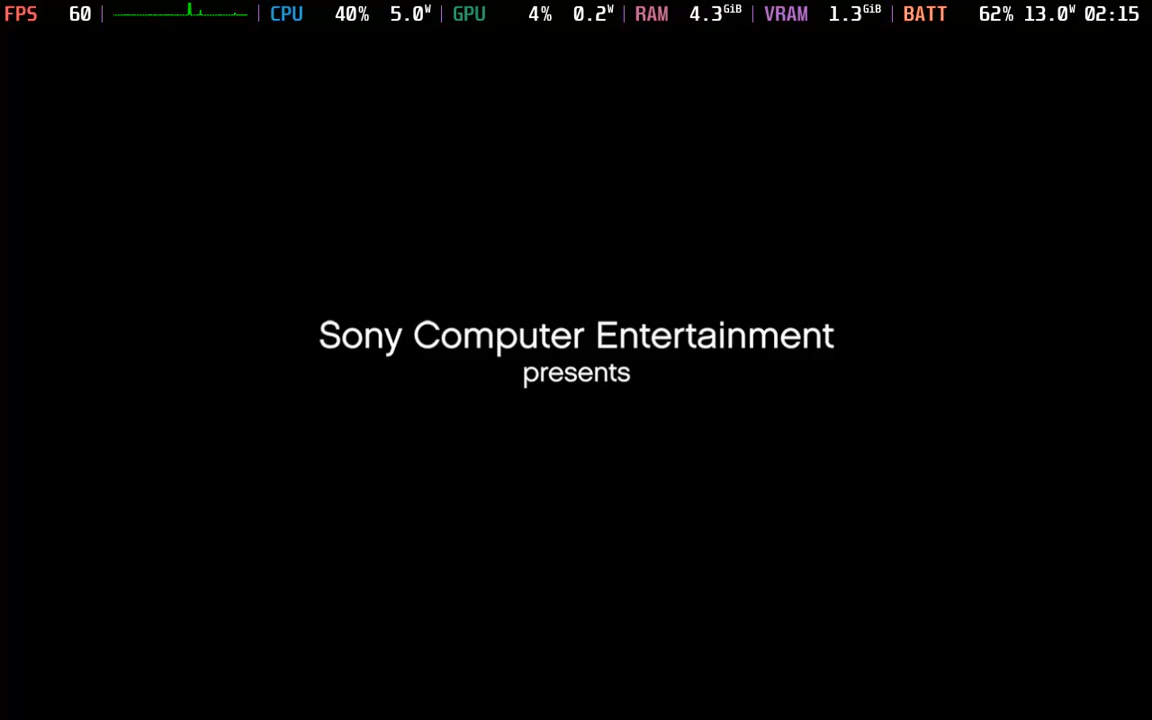 FPS 60 | | CPU 40% 5.0W | GPU 4% 0.2W | RAM 4.3GiB | VRAM 1.3GiB | BATT 62% 13.0W 02:15
Sony Computer Entertainment
presents